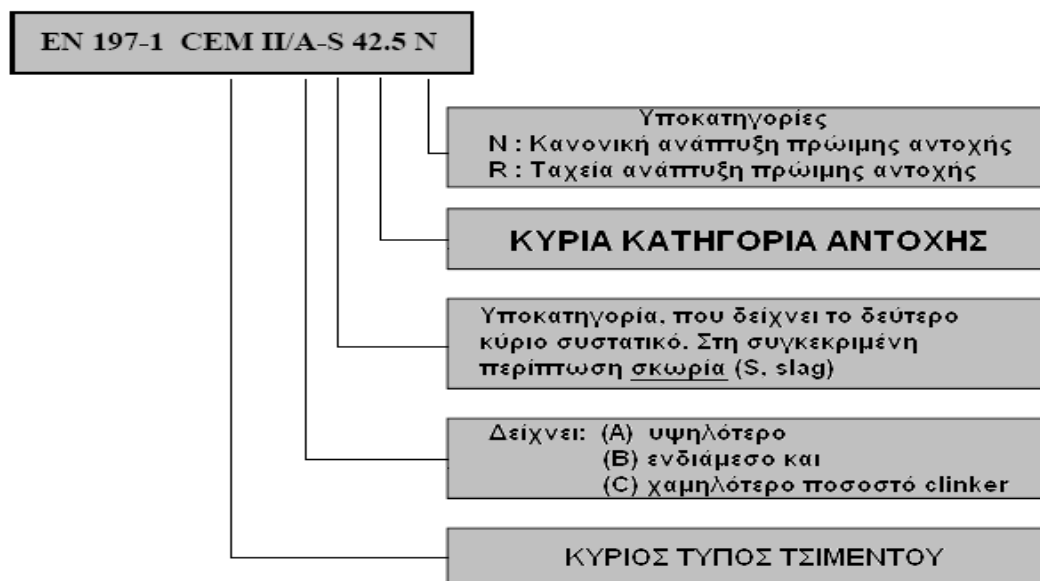 EN 197-1 CEM II/A-S 42.5 N
Υποκατηγορίες
N : Κανονική ανάπτυξη πρώιμης αντοχής
R : Ταχεία ανάπτυξη πρώιμης αντοχής
ΚΥΡΙΑ ΚΑΤΗΓΟΡΙΑ ΑΝΤΟΧΗΣ
Υποκατηγορία, που δείχνει το δεύτερο
κύριο συστατικό. Στη συγκεκριμένη
περίπτωση σκωρία (S, slag)
Δείχνει: (A) υψηλότερο
(B) ενδιάμεσο και
(C) χαμηλότερο ποσοστό clinker
ΚΥΡΙΟΣ ΤΥΠΟΣ ΤΣΙΜΕΝΤΟΥ